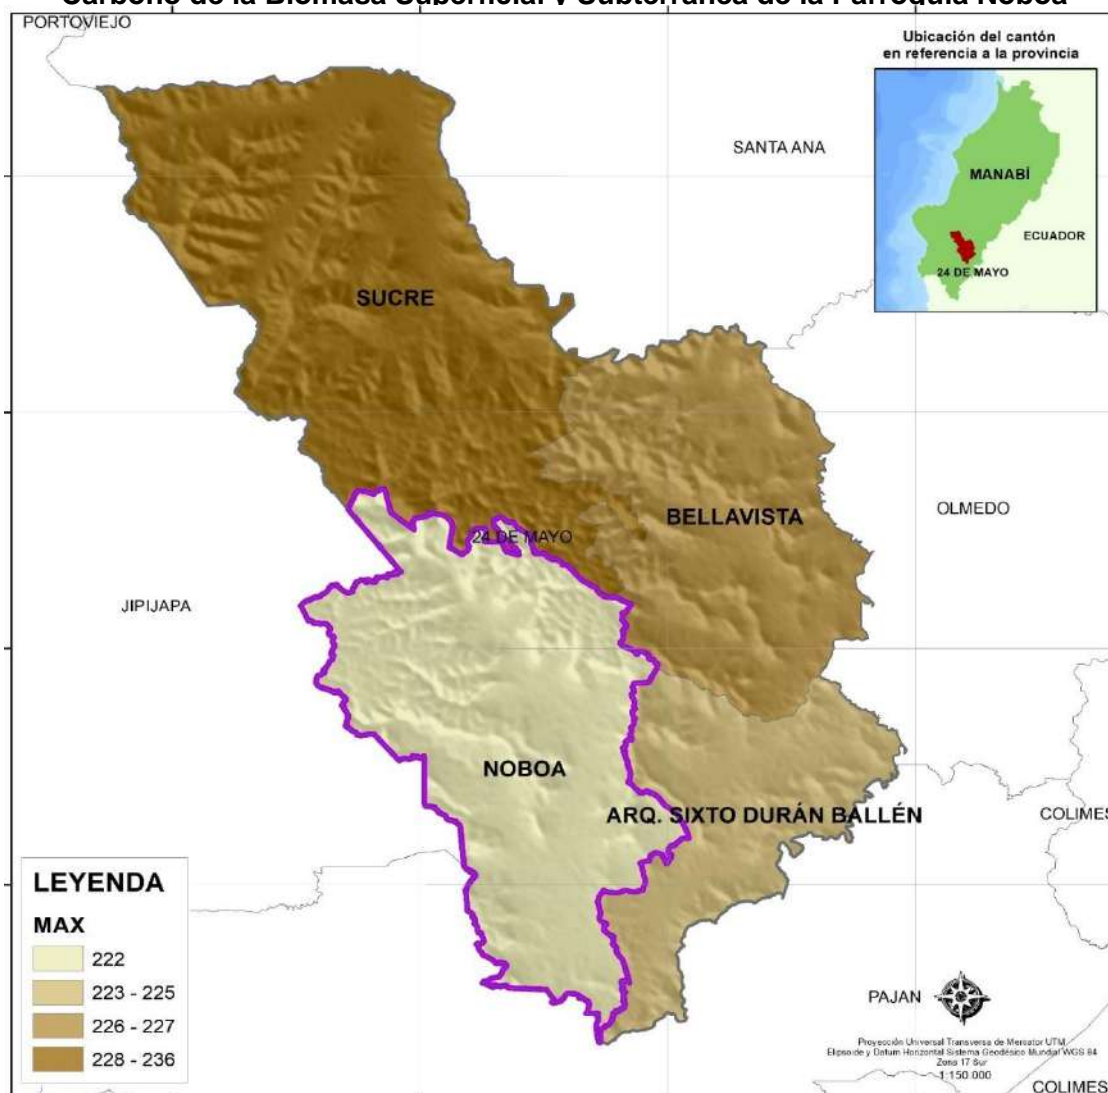 Carbono de la Biomasa Superficial y Subterránea de la Parroquia Noboa
PORTOVIEJO
Ubicación del cantón
en referencia a la provincia
SANTA ANA
MANABÍ
ECUADOR
24 DE MAYO
SUCRE
BELLAVISTA
OLMEDO
24 DE MAYO
JIPIJAPA
NOBOA
ARQ. SIXTO DURÁN BALLÉN
COLIMES
LEYENDA
MAX
222
223 - 225
226 - 227
228 - 236
PAJAN
Proyección Universal Transversa de Mercator UTM
Elipsoide y Datum Horizontal Sistema Geodésico Mundial WGS 84
Zona 17 Sur
1:150.000
COLIMES